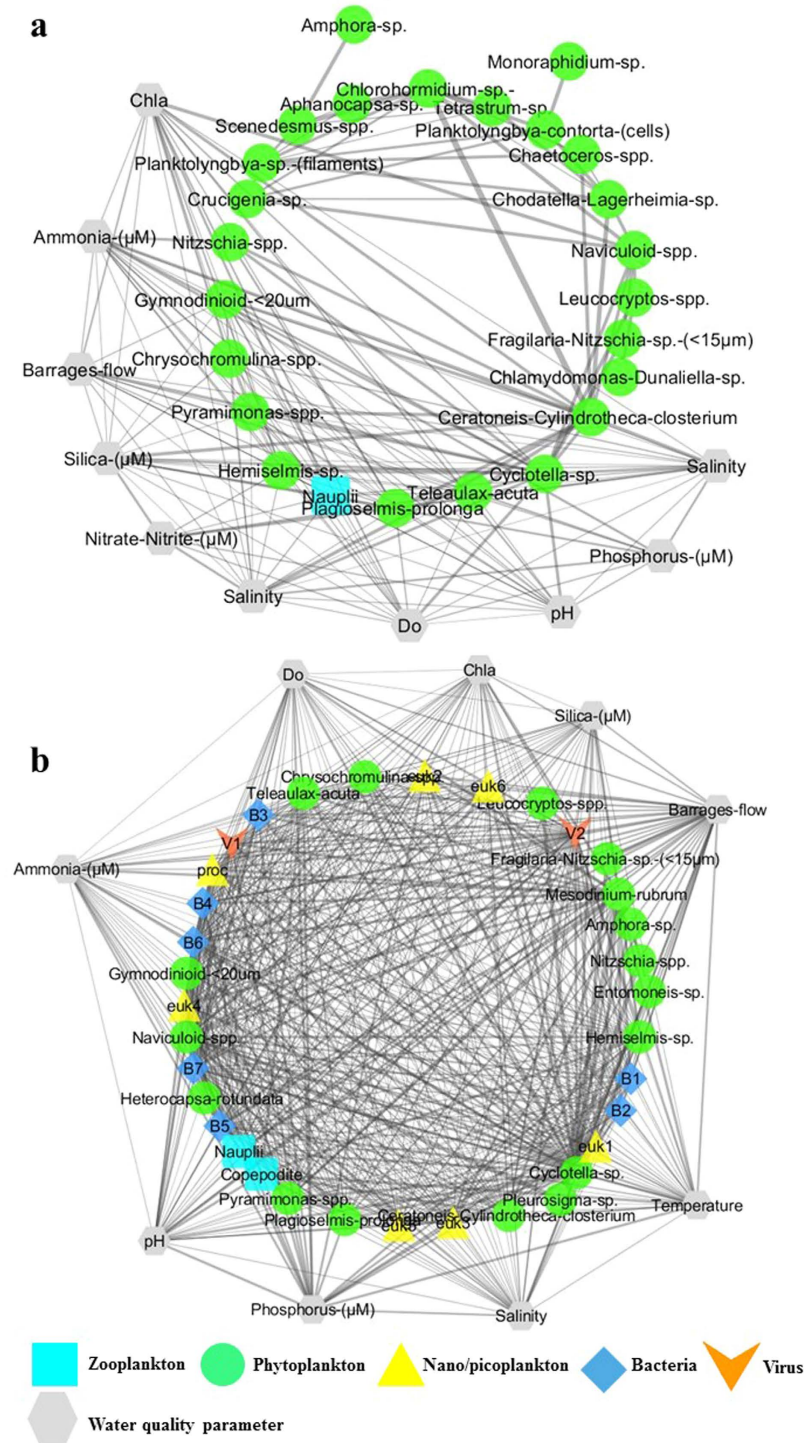 a
Amphora-sp.
Monoraphidium-sp.
Chla
Chlorohormidium-sp.-
Aphanocapsa-sp.
Tetrastrum-sp.
Scenedesmus-spp.
Planktolyngbya-contorta-(cells)
Planktolyngbya-sp.-(filaments)
Chaetoceros-spp.
Crucigenia-sp.
Chodatella-Lagerheimia-sp.
Ammonia-(µM)
Nitzschia-spp.
Naviculoid-spp.
Gymnodinioid-<20um
Leucocryptos-spp.
Barrages-flow
Chrysochromulina-spp.
Fragilaria-Nitzschia-sp.-(<15µm)
Chlamydomonas-Dunaliella-sp.
Pyramimonas-spp.
Ceratoneis-Cylindrotheca-closterium
Silica-(µM)
Hemiselmis-sp.
Cyclotella-sp.
Salinity
Nauplii
Teleaulax-acuta
Plagioselmis-prolonga
Nitrate-Nitrite-(µM)
Phosphorus-(µM)
Salinity
Do
pH
b
Do
Chla
Silica-(µM)
Chrysochromulina-spp.
euk2
euk6
Teleaulax-acuta
Leucocryptos-spp.
Barrages-flow
B3
V1
V2
Ammonia-(µM)
proc
Fragilaria-Nitzschia-sp.-(<15µm)
Mesodinium-rubrum
B4
Amphora-sp.
B6
Nitzschia-spp.
Gymnodinioid-<20um
Entomoneis-sp.
euk4
Naviculoid-spp.
Hemiselmis-sp.
B7
B1
Heterocapsa-rotundata
B2
B5
Nauplii
euk1
Copepodite
Cyclotella-sp.
Pyramimonas-spp.
Pleurosigma-sp.
Temperature
Plagioselmis-prolonga
Ceratoneis-Cylindrotheca-closterium
euk3
pH
Phosphorus-(µM)
Salinity
Zooplankton
Phytoplankton
Nano/picoplankton
Bacteria
Virus
Water quality parameter